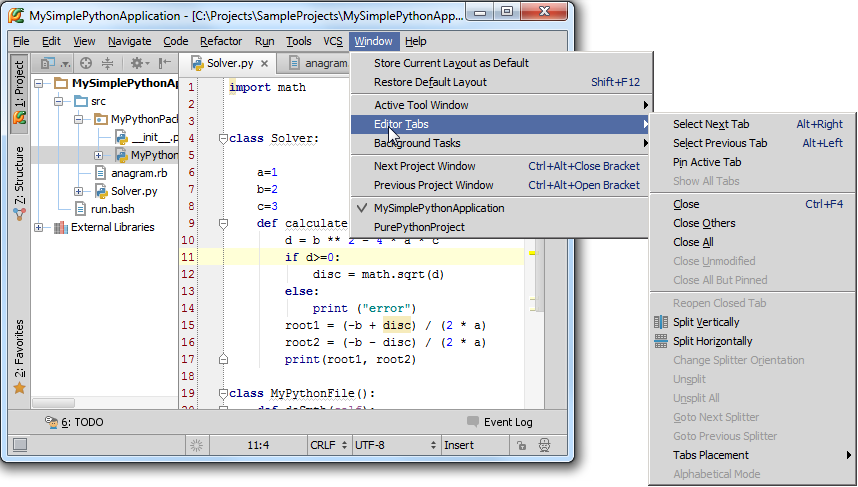 MySimplePythonApplication - [C:\Projects\SampleProjects\MySimplePythonApp...
File Edit View Navigate Code Refactor Run Tools VCS Window Help
Solver.py
anagram.
1: Project
7: Structure
2: Favorites
MySimplePythonAp
src
MyPythonPack
__init__.p
MyPython
anagram.rb
Solver.py
run.bash
External Libraries
1 import math
2
3
4 class Solver:
5
6 a=1
7 b=2
8 c=3
9 def calculate
10 d = b ** 2 - 4 * a * c
11 if d>=0:
12 disc = math.sqrt(d)
13 else:
14 print ("error")
15 root1 = (-b + disc) / (2 * a)
16 root2 = (-b - disc) / (2 * a)
17 print(root1, root2)
18
19 class MyPythonFile():
20 def doSmth(self):
Store Current Layout as Default
Restore Default Layout Shift+F12
Active Tool Window
Editor Tabs
Background Tasks
Next Project Window Ctrl+Alt+Close Bracket
Previous Project Window Ctrl+Alt+Open Bracket
MySimplePythonApplication
PurePythonProject
Select Next Tab Alt+Right
Select Previous Tab Alt+Left
Pin Active Tab
Show All Tabs
Close Ctrl+F4
Close Others
Close All
Close Unmodified
Close All But Pinned
Reopen Closed Tab
Split Vertically
Split Horizontally
Change Splitter Orientation
Unsplit
Unsplit All
Goto Next Splitter
Goto Previous Splitter
Tabs Placement
Alphabetical Mode
6: TODO
Event Log
11:4 CRLF UTF-8 Insert